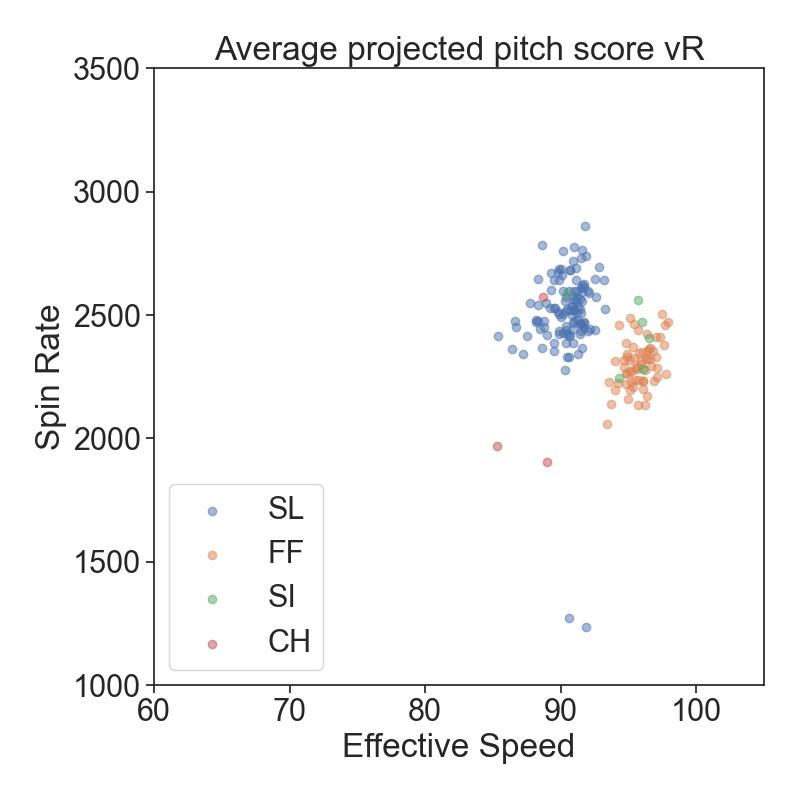 Average projected pitch score vR
3500
3000
2500
2000
1500
1000
Spin Rate
SL
FF
SI
CH
60 70 80 90 100
Effective Speed